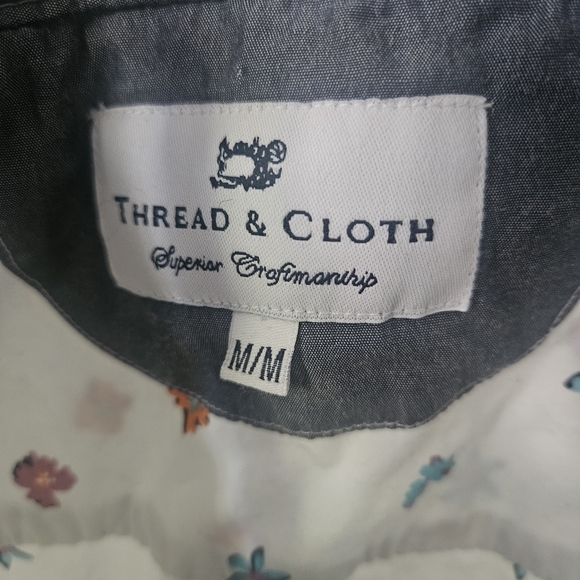 THREAD & CLOTH
Superior Craftmanship
M/M